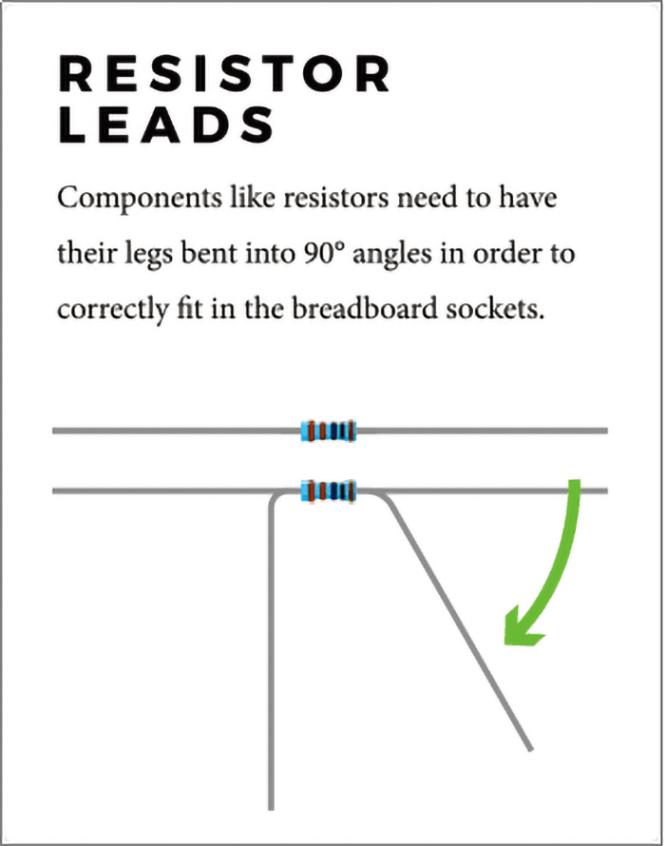 RESISTOR
LEADS
Components like resistors need to have
their legs bent into 90º angles in order to
correctly fit in the breadboard sockets.